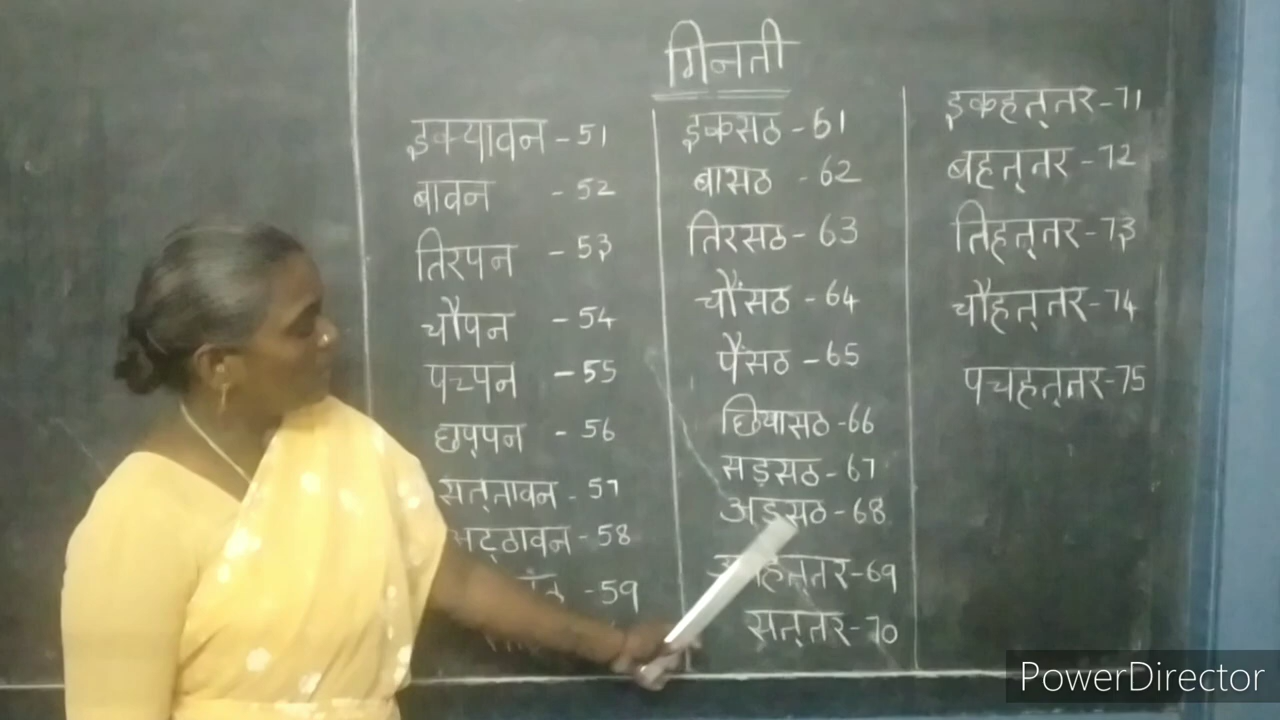 गिनती
इक्यावन - 51
बावन - 52
तिरपन - 53
चौपन - 54
पच्पन - 55
छप्पन - 56
सत्तावन - 57
ट्ठावन - 58
- 59
इकसठ - 61
बासठ - 62
तिरसठ - 63
चौंसठ - 64
पैंसठ - 65
छियासठ - 66
सड़सठ - 67
अड़सठ - 68
- 69
सत्तर - 70
इकहत्तर - 71
बहत्तर - 72
तिहत्तर - 73
चौहत्तर - 74
पचहत्तर - 75
PowerDirector